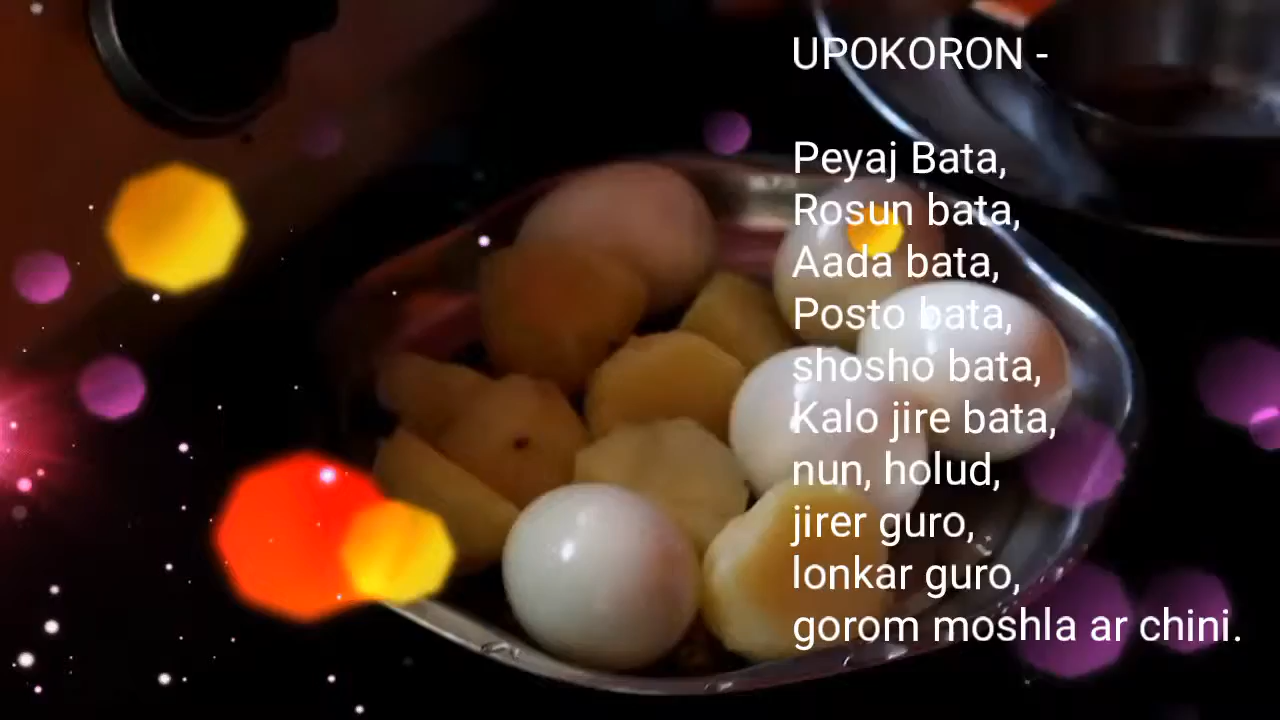 UPOKORON -
Peyaj Bata,
Rosun bata,
Aada bata,
Posto bata,
shosho bata,
Kalo jire bata,
nun, holud,
jirer guro,
lonkar guro,
gorom moshla ar chini.